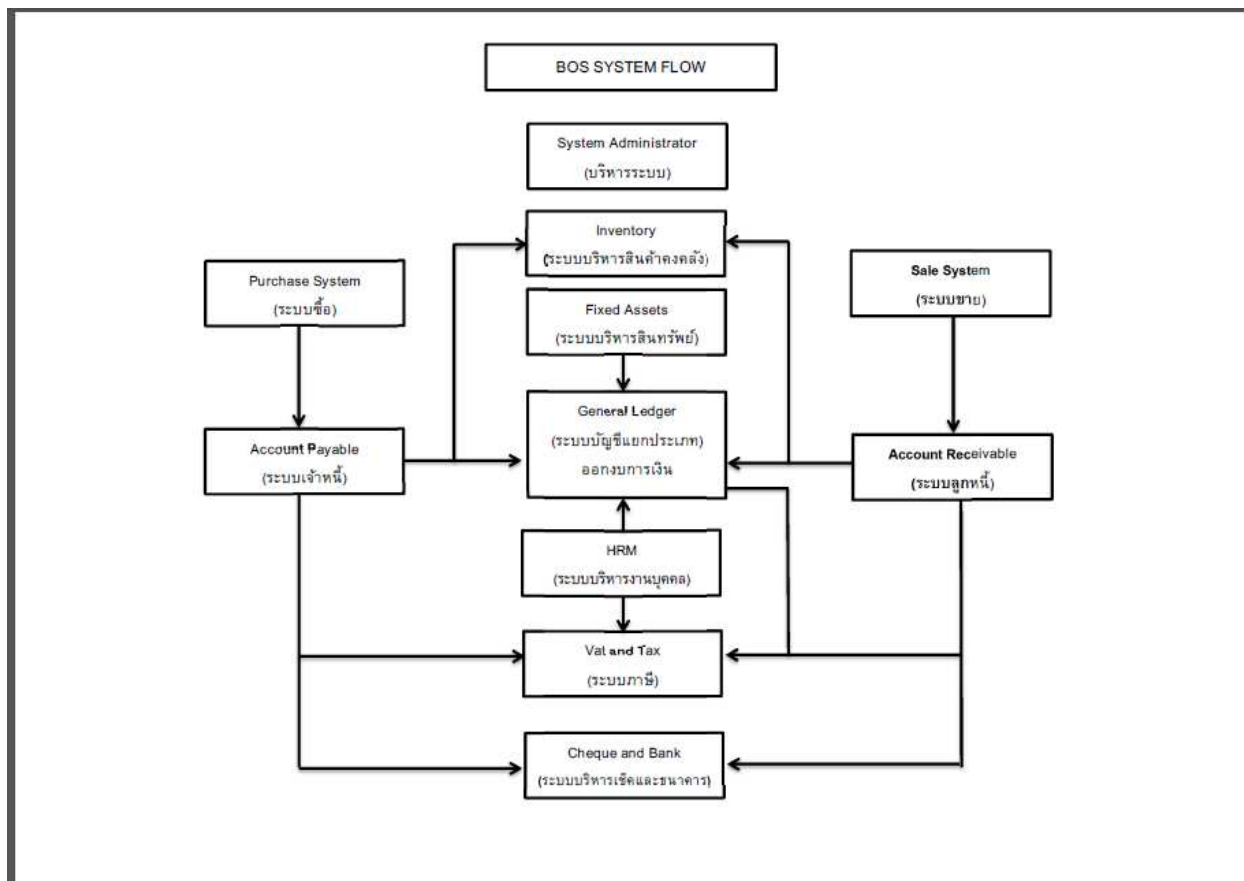 BOS SYSTEM FLOW
System Administrator
(บริหารระบบ)
Inventory
(ระบบบริหารสินค้าคงคลัง)
Purchase System
(ระบบซื้อ)
Sale System
(ระบบขาย)
Fixed Assets
(ระบบบริหารสินทรัพย์)
General Ledger
(ระบบบัญชีแยกประเภท)
ออกงบการเงิน
Account Payable
(ระบบเจ้าหนี้)
Account Receivable
(ระบบลูกหนี้)
HRM
(ระบบบริหารงานบุคคล)
Vat and Tax
(ระบบภาษี)
Cheque and Bank
(ระบบบริหารเช็คและธนาคาร)